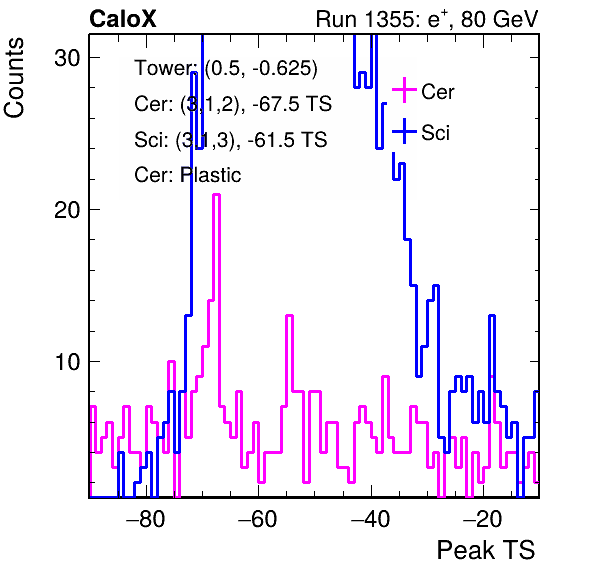 CaloX Run 1355: e⁺, 80 GeV
Counts
30
20
10
Tower: (0.5, -0.625)
Cer: (3,1,2), -67.5 TS
Sci: (3,1,3), -61.5 TS
Cer: Plastic
Cer
Sci
−80 −60 −40 −20
Peak TS